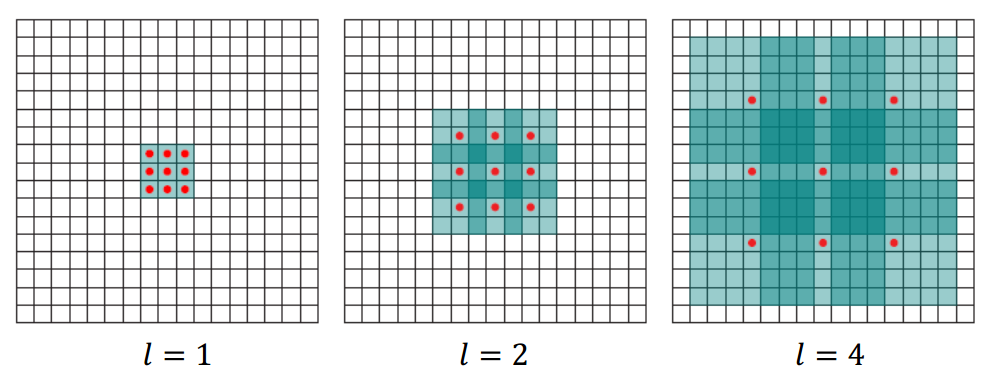 l = 1
l = 2
l = 4